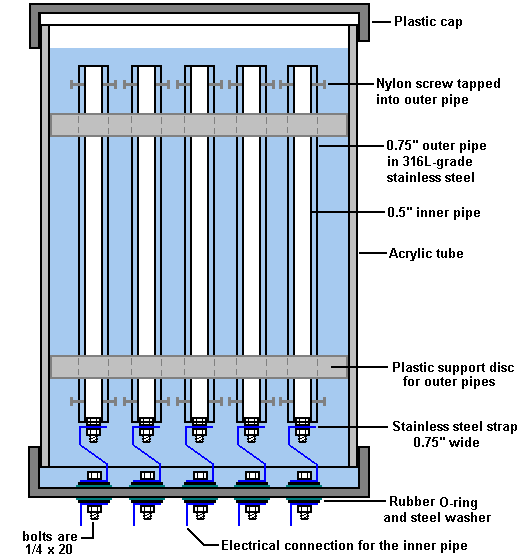 Plastic cap
Nylon screw tapped
into outer pipe
0.75" outer pipe
in 316L-grade
stainless steel
0.5" inner pipe
Acrylic tube
Plastic support disc
for outer pipes
Stainless steel strap
0.75" wide
Rubber O-ring
and steel washer
bolts are
1/4 x 20
Electrical connection for the inner pipe